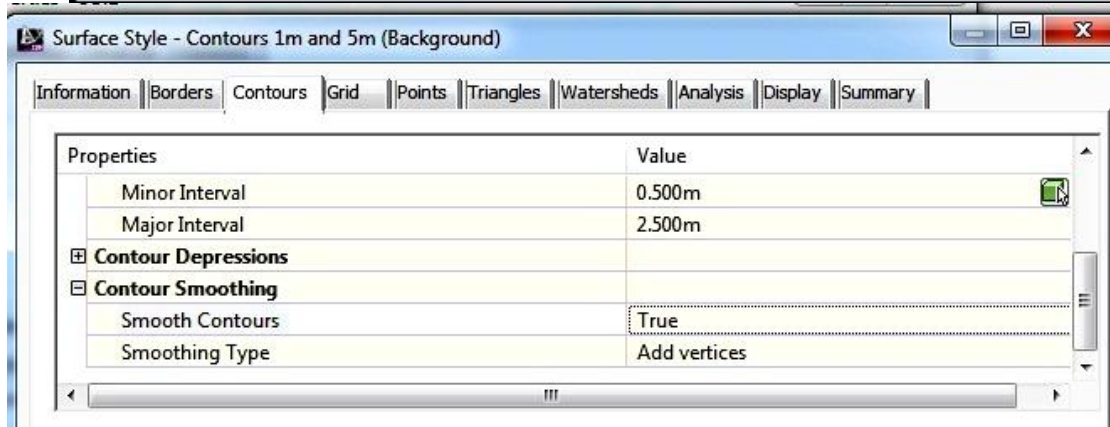 Surface Style - Contours 1m and 5m (Background)
Information Borders Contours Grid Points Triangles Watersheds Analysis Display Summary
Properties Value
Minor Interval 0.500m
Major Interval 2.500m
Contour Depressions
Contour Smoothing
Smooth Contours True
Smoothing Type Add vertices